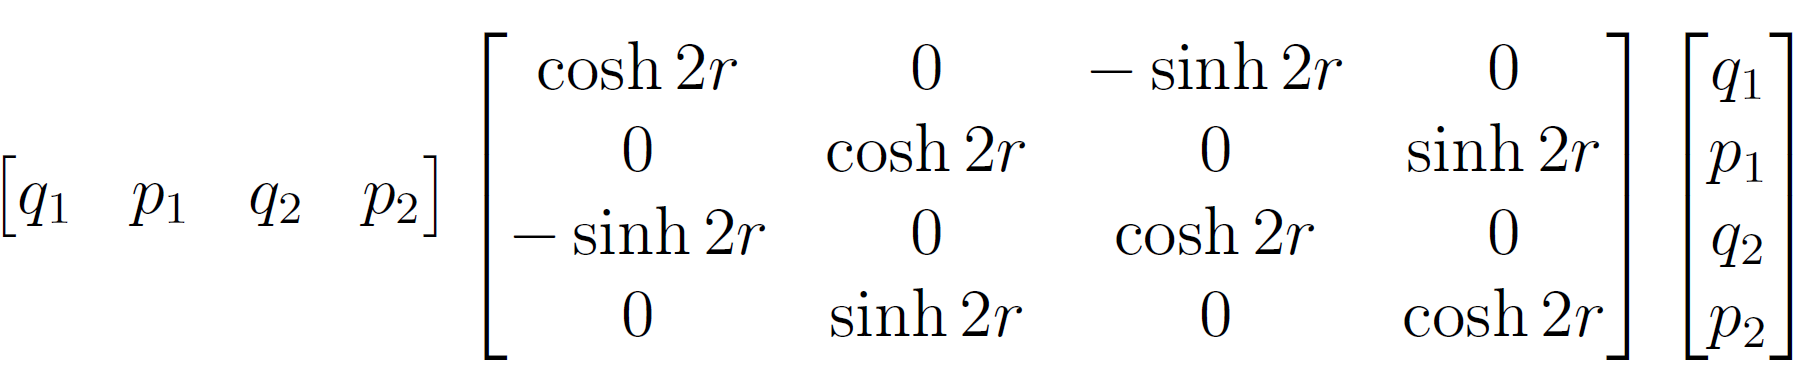 [q₁ p₁ q₂ p₂] [cosh 2r 0 − sinh 2r 0
0 cosh 2r 0 sinh 2r
− sinh 2r 0 cosh 2r 0
0 sinh 2r 0 cosh 2r] [q₁
p₁
q₂
p₂]